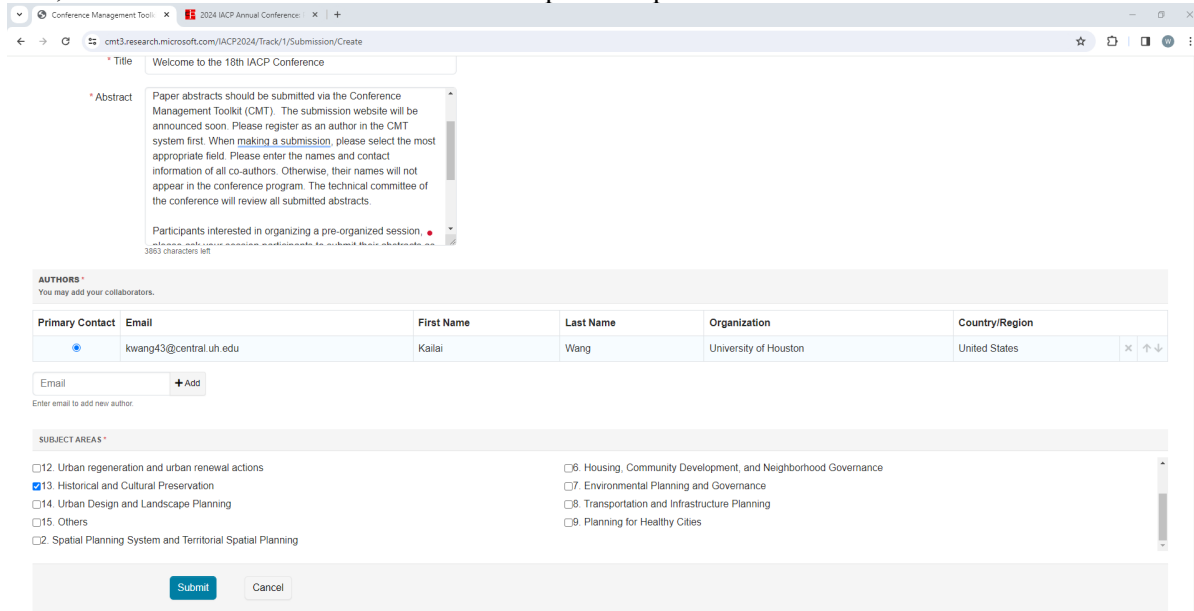 Conference Management Toolk
2024 IACP Annual Conference:
cmt3.research.microsoft.com/IACP2024/Track/1/Submission/Create
W
* Title
Welcome to the 18th IACP Conference
* Abstract
Paper abstracts should be submitted via the Conference
Management Toolkit (CMT). The submission website will be
announced soon. Please register as an author in the CMT
system first. When making a submission, please select the most
appropriate field. Please enter the names and contact
information of all co-authors. Otherwise, their names will not
appear in the conference program. The technical committee of
the conference will review all submitted abstracts.
Participants interested in organizing a pre-organized session,
please ask your session participants to submit their abstracts as
3863 characters left
AUTHORS *
You may add your collaborators.
Primary Contact Email First Name Last Name Organization Country/Region
kwang43@central.uh.edu Kailai Wang University of Houston United States
Email + Add
Enter email to add new author.
SUBJECT AREAS *
12. Urban regeneration and urban renewal actions
13. Historical and Cultural Preservation
14. Urban Design and Landscape Planning
15. Others
2. Spatial Planning System and Territorial Spatial Planning
6. Housing, Community Development, and Neighborhood Governance
7. Environmental Planning and Governance
8. Transportation and Infrastructure Planning
9. Planning for Healthy Cities
Submit Cancel